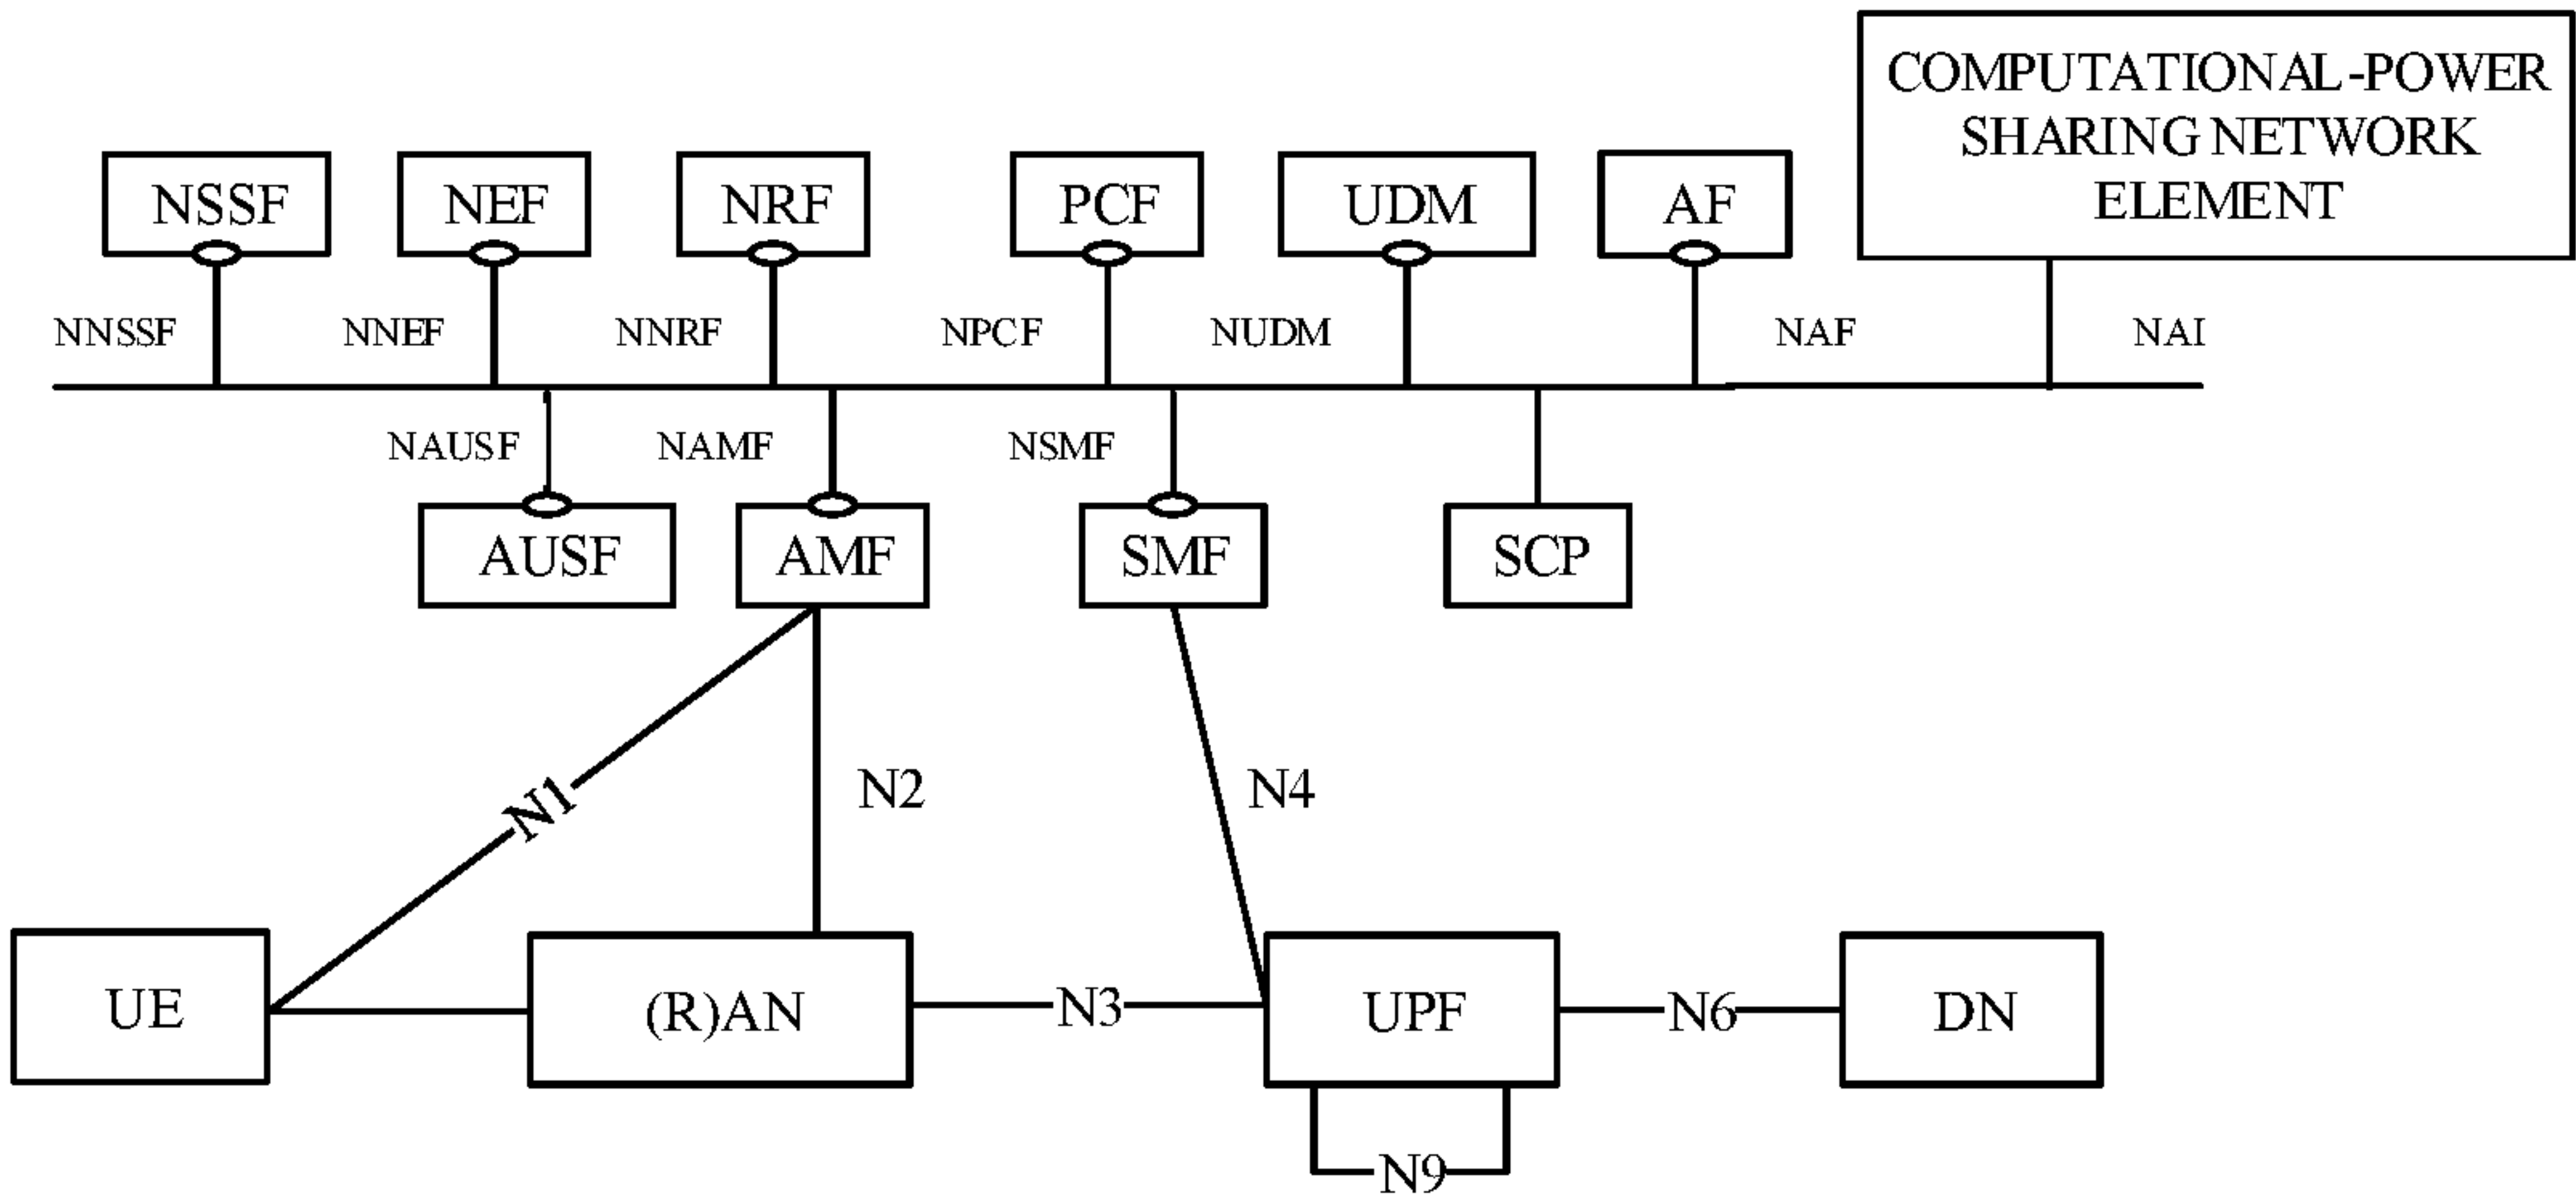 COMPUTATIONAL-POWER
SHARING NETWORK
ELEMENT
NSSF
NEF
NRF
PCF
UDM
AF
NNSSF
NNEF
NNRF
NPCF
NUDM
NAF
NAI
NAUSF
NAMF
NSMF
AUSF
AMF
SMF
SCP
N1
N2
N4
UE
(R)AN
N3
UPF
N6
DN
N9